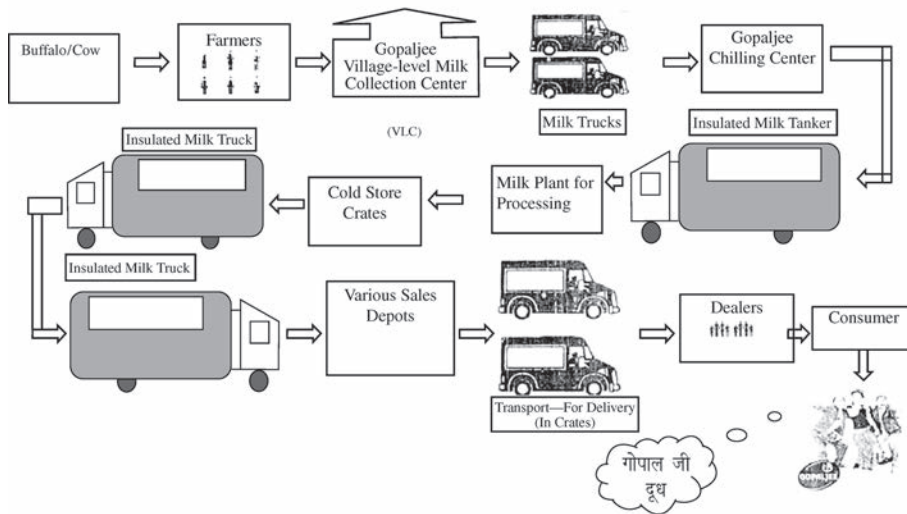 Buffalo/Cow
Farmers
Gopaljee
Village-level Milk
Collection Center
(VLC)
Milk Trucks
Gopaljee
Chilling Center
Insulated Milk Tanker
Milk Plant for
Processing
Cold Store
Crates
Insulated Milk Truck
Insulated Milk Truck
Various Sales
Depots
Transport—For Delivery
(In Crates)
Dealers
Consumer
गोपाल जी
दूध
GOPALJEE